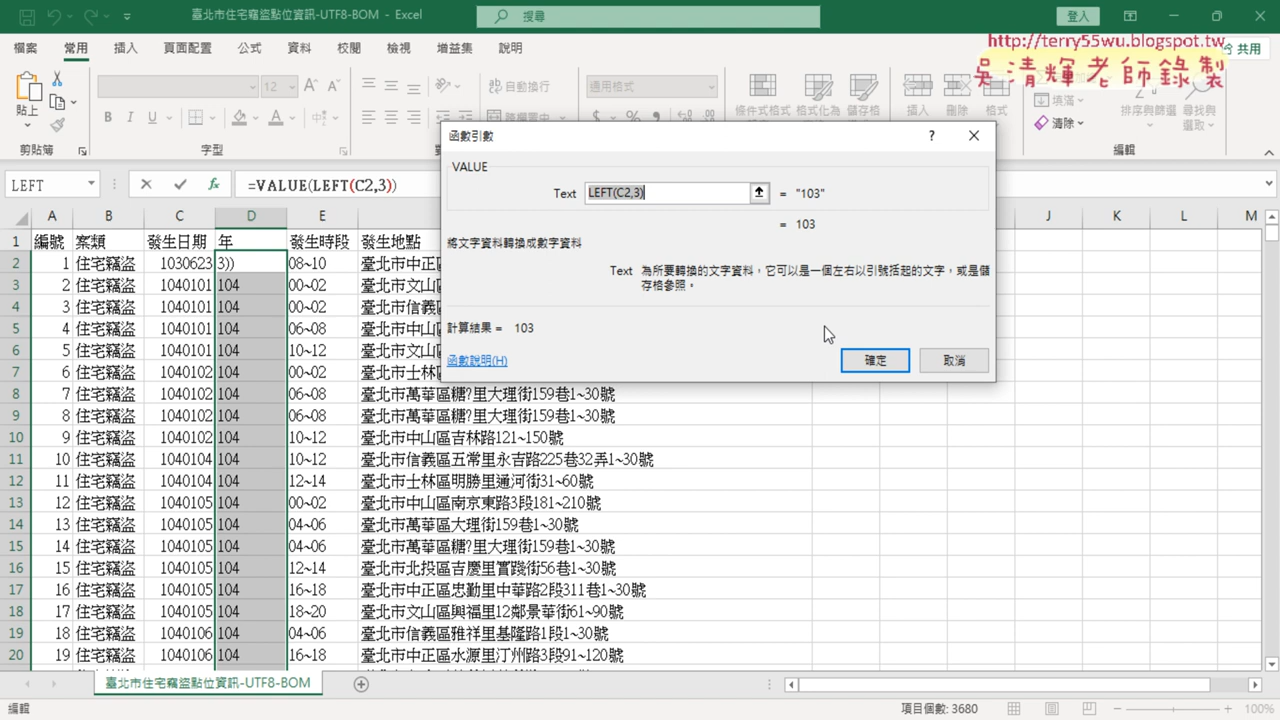 臺北市住宅竊盜點位資訊-UTF8-BOM - Excel
搜尋
登入
http://terry55wu.blogspot.tw
吳清輝老師錄製
檔案 常用 插入 頁面配置 公式 資料 校閱 檢視 增益集 說明
共用
貼上
剪貼簿
12
B I U
字型
自動換行
通用格式
條件式格式 格式化為 儲存格
插入 刪除 格式
填滿
清除
排序與篩選 尋找與
選取
編輯
LEFT
=VALUE(LEFT(C2,3))
函數引數
? ×
VALUE
Text LEFT(C2,3) = "103"
= 103
將文字資料轉換成數字資料
Text 為所要轉換的文字資料，它可以是一個左右以引號括起的文字，或是儲
存格參照。
計算結果 = 103
函數說明(H)
確定 取消
A B C D E J K L M
1 編號 案類 發生日期 年 發生時段 發生地點
2 1 住宅竊盜 1030623 3)) 08~10 臺北市中正
3 2 住宅竊盜 1040101 104 00~02 臺北市文山
4 3 住宅竊盜 1040101 104 00~02 臺北市信義
5 4 住宅竊盜 1040101 104 06~08 臺北市中山
6 5 住宅竊盜 1040101 104 10~12 臺北市文山
7 6 住宅竊盜 1040102 104 00~02 臺北市士林
8 7 住宅竊盜 1040102 104 06~08 臺北市萬華區糖?里大理街159巷1~30號
9 8 住宅竊盜 1040102 104 06~08 臺北市萬華區糖?里大理街159巷1~30號
10 9 住宅竊盜 1040102 104 10~12 臺北市中山區吉林路121~150號
11 10 住宅竊盜 1040103 104 10~12 臺北市信義區五常里永吉路225巷32弄1~30號
12 11 住宅竊盜 1040104 104 12~14 臺北市士林區明勝里通河街31~60號
13 12 住宅竊盜 1040105 104 00~02 臺北市中山區南京東路3段181~210號
14 13 住宅竊盜 1040105 104 04~06 臺北市萬華區大理街159巷1~30號
15 14 住宅竊盜 1040105 104 04~06 臺北市萬華區糖?里大理街159巷1~30號
16 15 住宅竊盜 1040105 104 12~14 臺北市北投區吉慶里實踐街56巷1~30號
17 16 住宅竊盜 1040105 104 16~18 臺北市中正區忠勤里中華路2段311巷1~30號
18 17 住宅竊盜 1040105 104 18~20 臺北市文山區興福里12鄰景華街61~90號
19 18 住宅竊盜 1040106 104 04~06 臺北市信義區雅祥里基隆路1段1~30號
20 19 住宅竊盜 1040106 104 16~18 臺北市中正區水源里汀州路3段91~120號
臺北市住宅竊盜點位資訊-UTF8-BOM
編輯 項目個數: 3680 100%